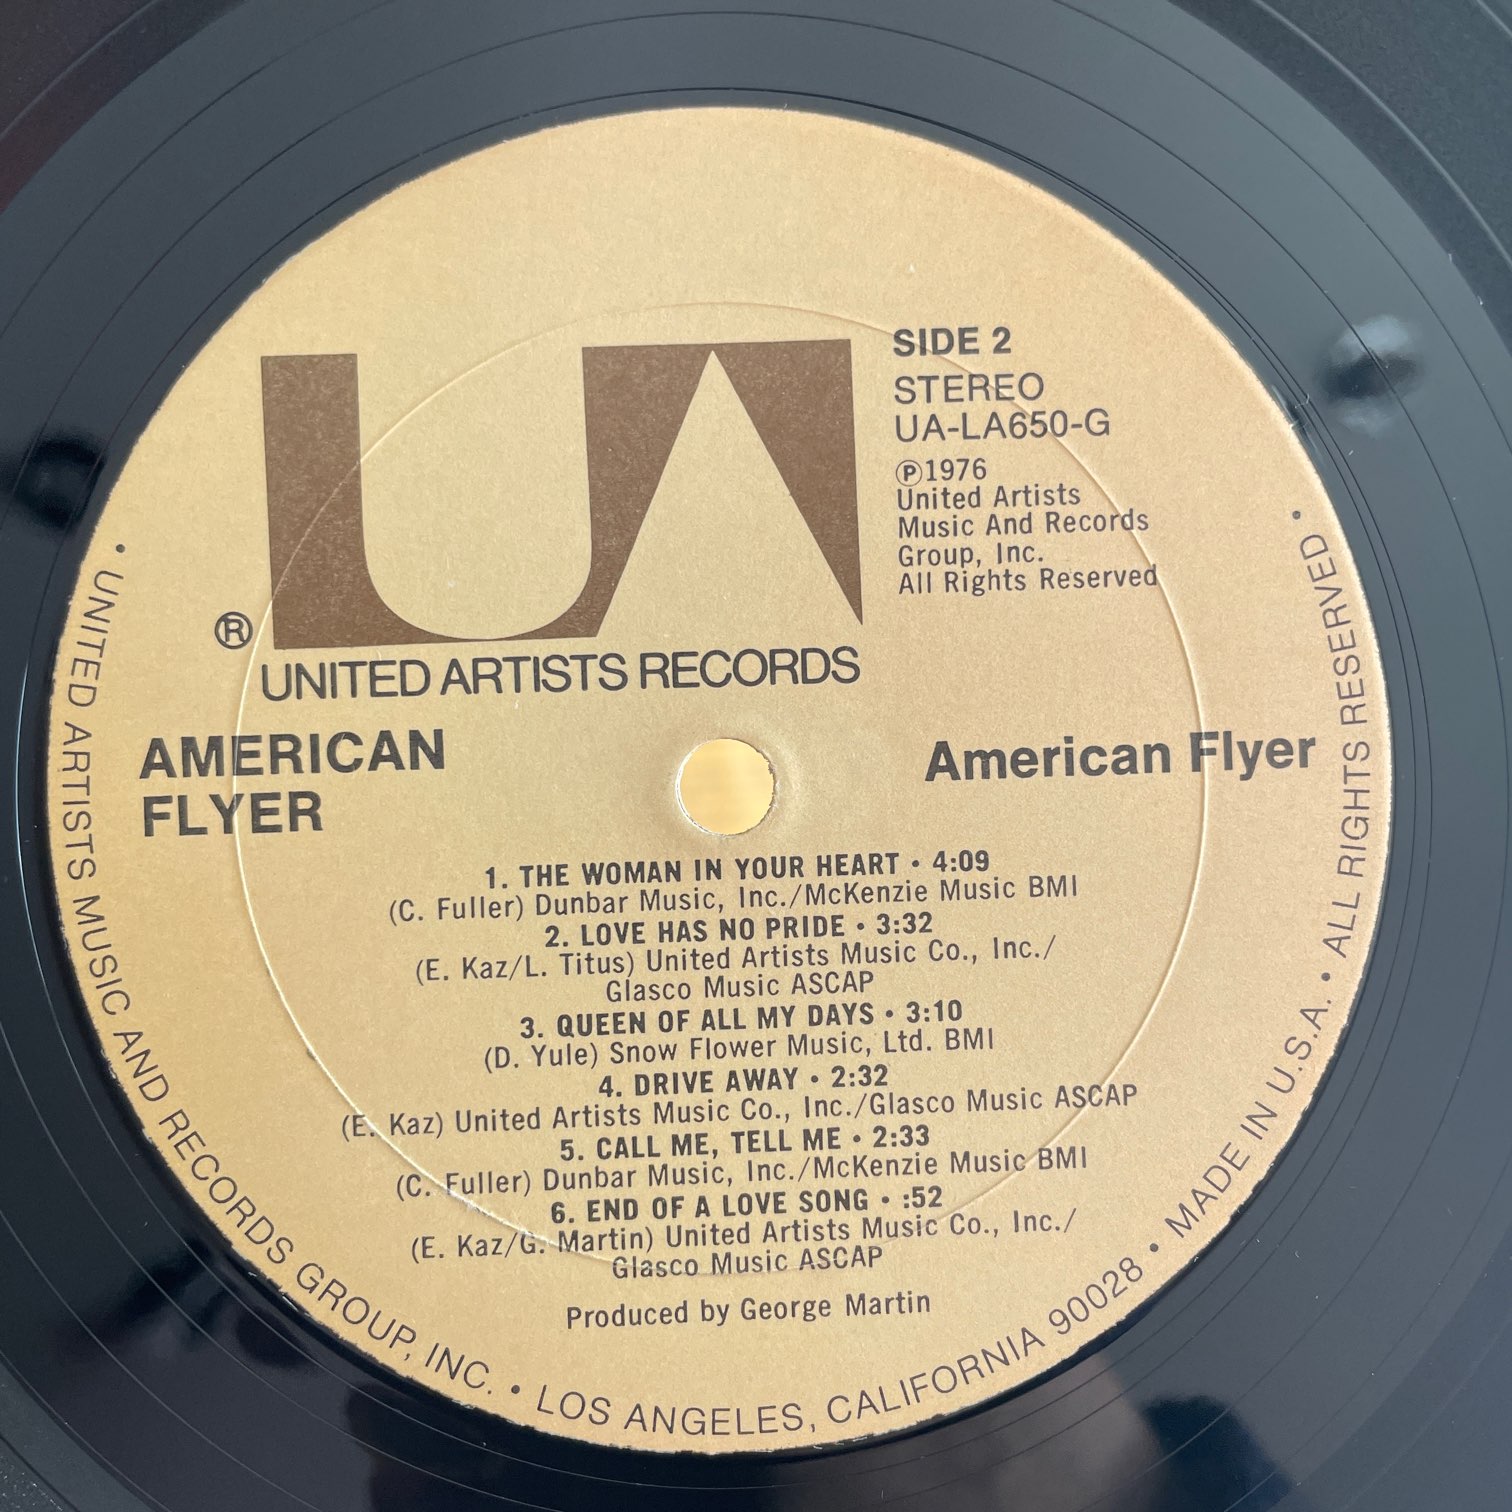 UA
SIDE 2
STEREO
UA-LA650-G
Ⓟ1976
United Artists
Music And Records
Group, Inc.
All Rights Reserved
®
UNITED ARTISTS RECORDS
AMERICAN
FLYER
American Flyer
1. THE WOMAN IN YOUR HEART • 4:09
(C. Fuller) Dunbar Music, Inc./McKenzie Music BMI
2. LOVE HAS NO PRIDE • 3:32
(E. Kaz/L. Titus) United Artists Music Co., Inc./
Glasco Music ASCAP
3. QUEEN OF ALL MY DAYS • 3:10
(D. Yule) Snow Flower Music, Ltd. BMI
4. DRIVE AWAY • 2:32
(E. Kaz) United Artists Music Co., Inc./Glasco Music ASCAP
5. CALL ME, TELL ME • 2:33
(C. Fuller) Dunbar Music, Inc./McKenzie Music BMI
6. END OF A LOVE SONG • :52
(E. Kaz/G. Martin) United Artists Music Co., Inc./
Glasco Music ASCAP
Produced by George Martin
• UNITED ARTISTS MUSIC AND RECORDS GROUP, INC. • LOS ANGELES, CALIFORNIA 90028 • MADE IN U.S.A. • ALL RIGHTS RESERVED •